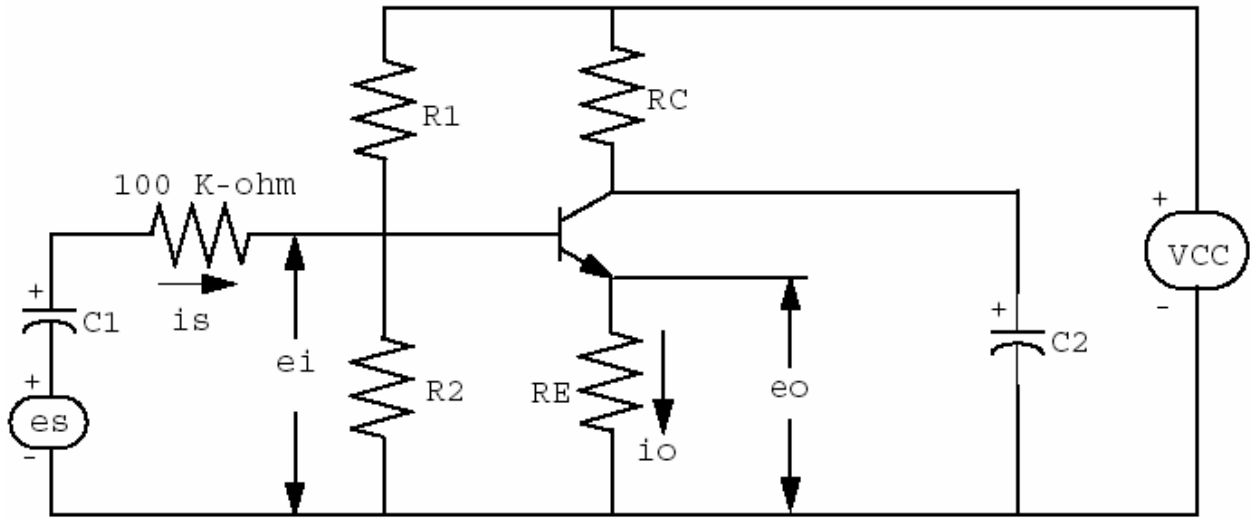 R1
RC
100 K-ohm
+
VCC
-
is
+
C1
ei
+
C2
+
es
-
R2
RE
io
eo